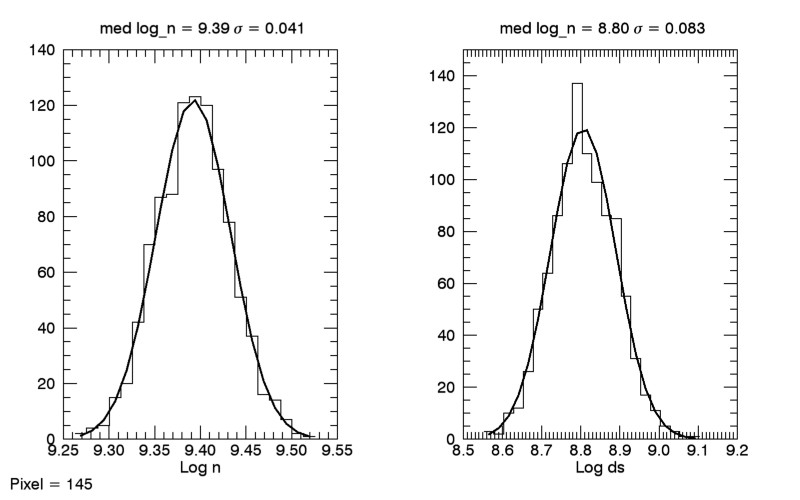 med log_n = 9.39 σ = 0.041
140
120
100
80
60
40
20
0
9.25 9.30 9.35 9.40 9.45 9.50 9.55
Log n
med log_n = 8.80 σ = 0.083
140
120
100
80
60
40
20
0
8.5 8.6 8.7 8.8 8.9 9.0 9.1 9.2
Log ds
Pixel = 145